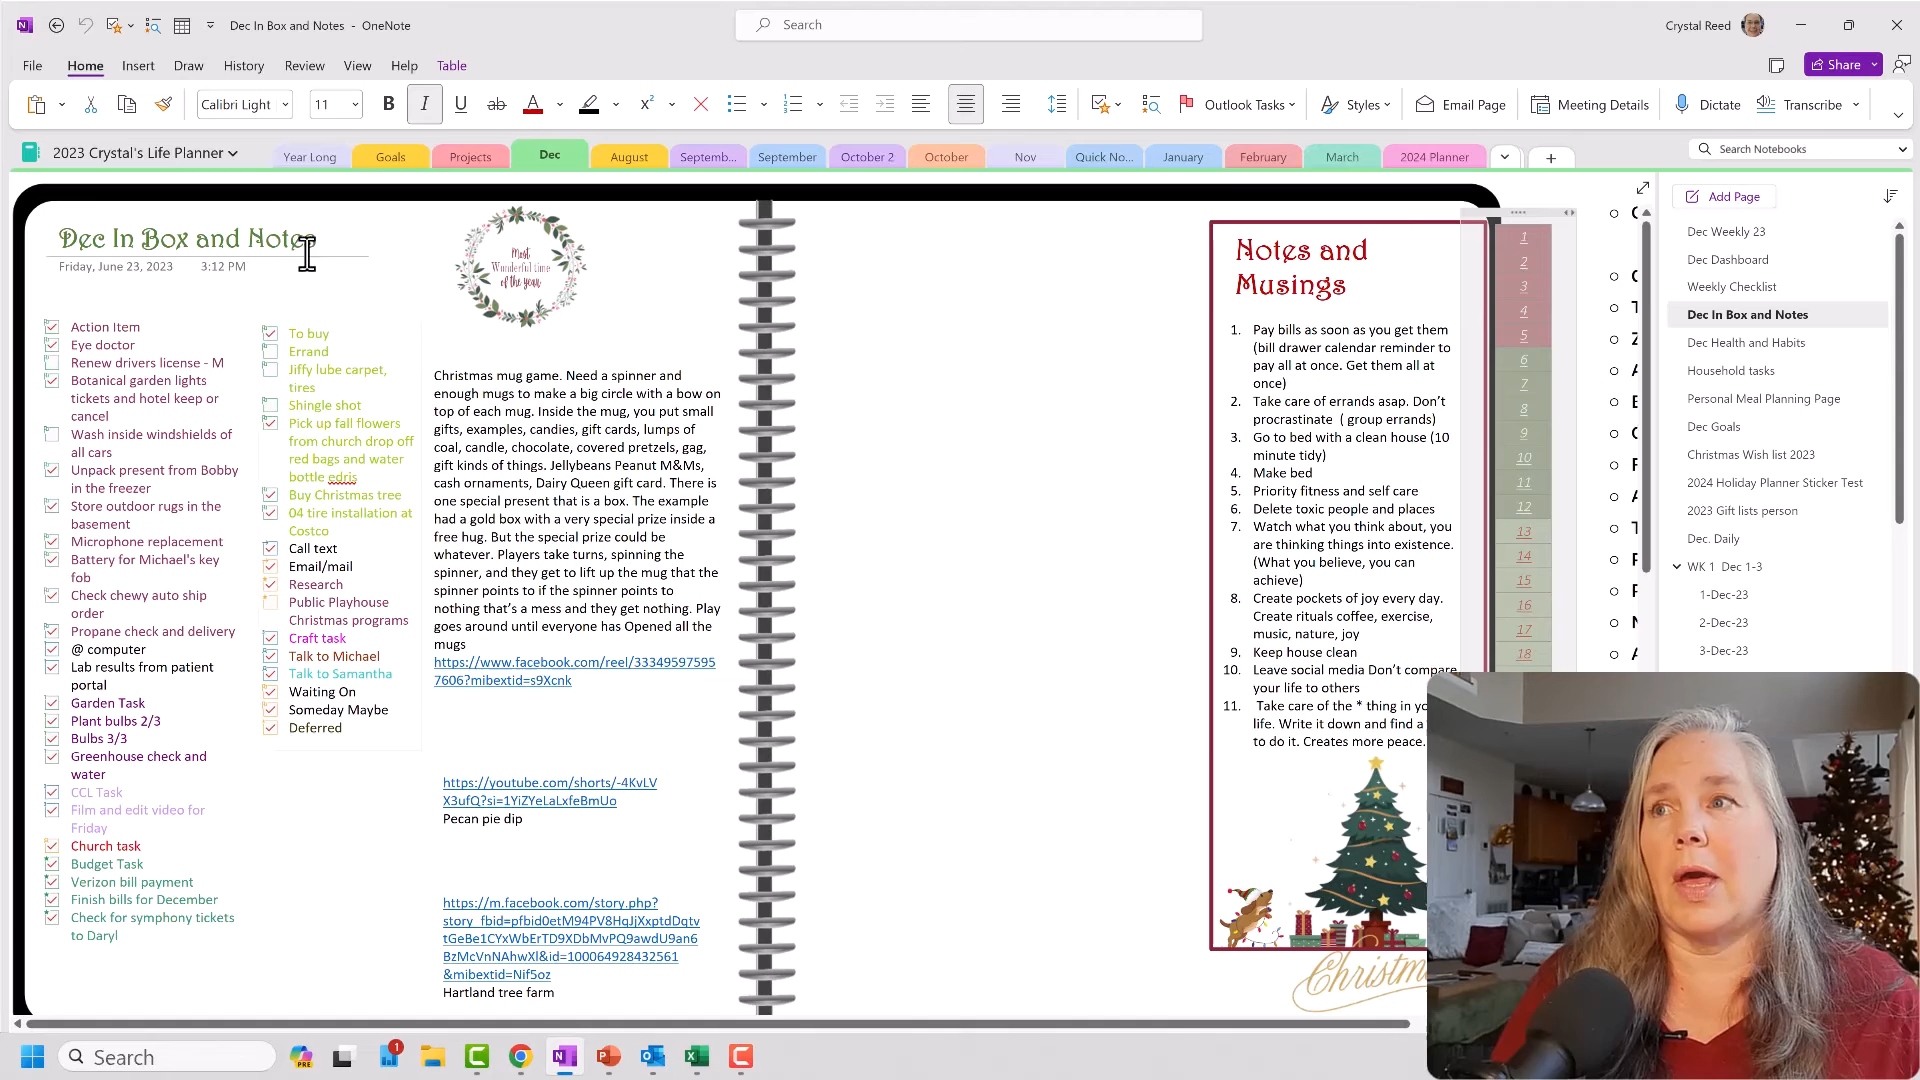 Dec In Box and Notes - OneNote
Search
Crystal Reed
File
Home
Insert
Draw
History
Review
View
Help
Table
Share
Calibri Light
11
Outlook Tasks
Styles
Email Page
Meeting Details
Dictate
Transcribe
2023 Crystal's Life Planner
Year Long
Goals
Projects
Dec
August
Septemb...
September
October 2
October
Nov
Quick No...
January
February
March
2024 Planner
Search Notebooks
Dec In Box and Notes
Friday, June 23, 2023
3:12 PM
Action Item
Eye doctor
Renew drivers license - M
Botanical garden lights
tickets and hotel keep or
cancel
Wash inside windshields of
all cars
Unpack present from Bobby
in the freezer
Store outdoor rugs in the
basement
Microphone replacement
Battery for Michael's key
fob
Check chewy auto ship
order
Propane check and delivery
@ computer
Lab results from patient
portal
Garden Task
Plant bulbs 2/3
Bulbs 3/3
Greenhouse check and
water
CCL Task
Film and edit video for
Friday
Church task
Budget Task
Verizon bill payment
Finish bills for December
Check for symphony tickets
to Daryl
To buy
Errand
Jiffy lube carpet,
tires
Shingle shot
Pick up fall flowers
from church drop off
red bags and water
bottle edris
Buy Christmas tree
04 tire installation at
Costco
Call text
Email/mail
Research
Public Playhouse
Christmas programs
Craft task
Talk to Michael
Talk to Samantha
Waiting On
Someday Maybe
Deferred
Most
Wonderful time
of the year
Christmas mug game. Need a spinner and
enough mugs to make a big circle with a bow on
top of each mug. Inside the mug, you put small
gifts, examples, candies, gift cards, lumps of
coal, candle, chocolate, covered pretzels, gag,
gift kinds of things. Jellybeans Peanut M&Ms,
cash ornaments, Dairy Queen gift card. There is
one special present that is a box. The example
had a gold box with a very special prize inside a
free hug. But the special prize could be
whatever. Players take turns, spinning the
spinner, and they get to lift up the mug that the
spinner points to if the spinner points to
nothing that's a mess and they get nothing. Play
goes around until everyone has Opened all the
mugs
https://www.facebook.com/reel/33349597595
7606?mibextid=s9Xcnk
https://youtube.com/shorts/-4KvLV
X3ufQ?si=1YiZYeLaLxfeBmUo
Pecan pie dip
https://m.facebook.com/story.php?
story_fbid=pfbid0etM94PV8HqJjXxptdDqtv
tGeBe1CYxWbErTD9XDbMvPQ9awdU9an6
BzMcVnNAhwXl&id=100064928432561
&mibextid=Nif5oz
Hartland tree farm
Notes and
Musings
1. Pay bills as soon as you get them
(bill drawer calendar reminder to
pay all at once. Get them all at
once)
2. Take care of errands asap. Don't
procrastinate ( group errands)
3. Go to bed with a clean house (10
minute tidy)
4. Make bed
5. Priority fitness and self care
6. Delete toxic people and places
7. Watch what you think about, you
are thinking things into existence.
(What you believe, you can
achieve)
8. Create pockets of joy every day.
Create rituals coffee, exercise,
music, nature, joy
9. Keep house clean
10. Leave social media Don't compare
your life to others
11. Take care of the * thing in yo
life. Write it down and find a
to do it. Creates more peace.
Christm
1
2
3
4
5
6
7
8
9
10
11
12
13
14
15
16
17
18
Add Page
Dec Weekly 23
Dec Dashboard
Weekly Checklist
Dec In Box and Notes
Dec Health and Habits
Household tasks
Personal Meal Planning Page
Dec Goals
Christmas Wish list 2023
2024 Holiday Planner Sticker Test
2023 Gift lists person
Dec. Daily
WK 1 Dec 1-3
1-Dec-23
2-Dec-23
3-Dec-23
Search
PRE
1